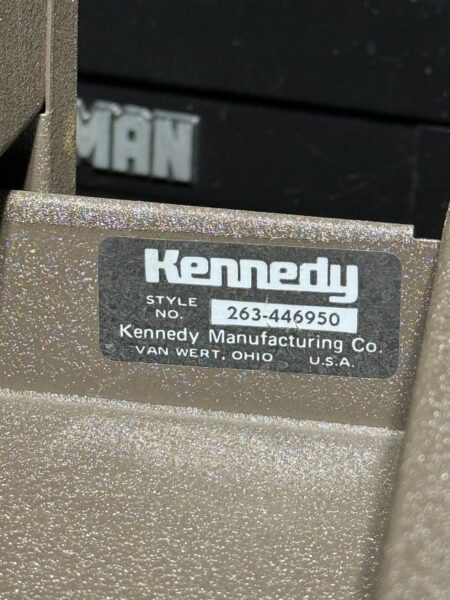 MAN
Kennedy
STYLE NO. 263-446950
Kennedy Manufacturing Co.
VAN WERT, OHIO U.S.A.